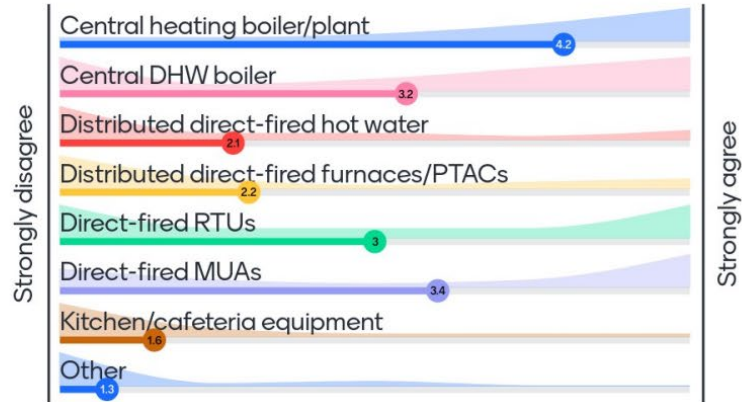 Strongly disagree
Central heating boiler/plant
4.2
Central DHW boiler
3.2
Distributed direct-fired hot water
2.1
Distributed direct-fired furnaces/PTACs
2.2
Direct-fired RTUs
3
Direct-fired MUAs
3.4
Kitchen/cafeteria equipment
1.6
Other
1.3
Strongly agree